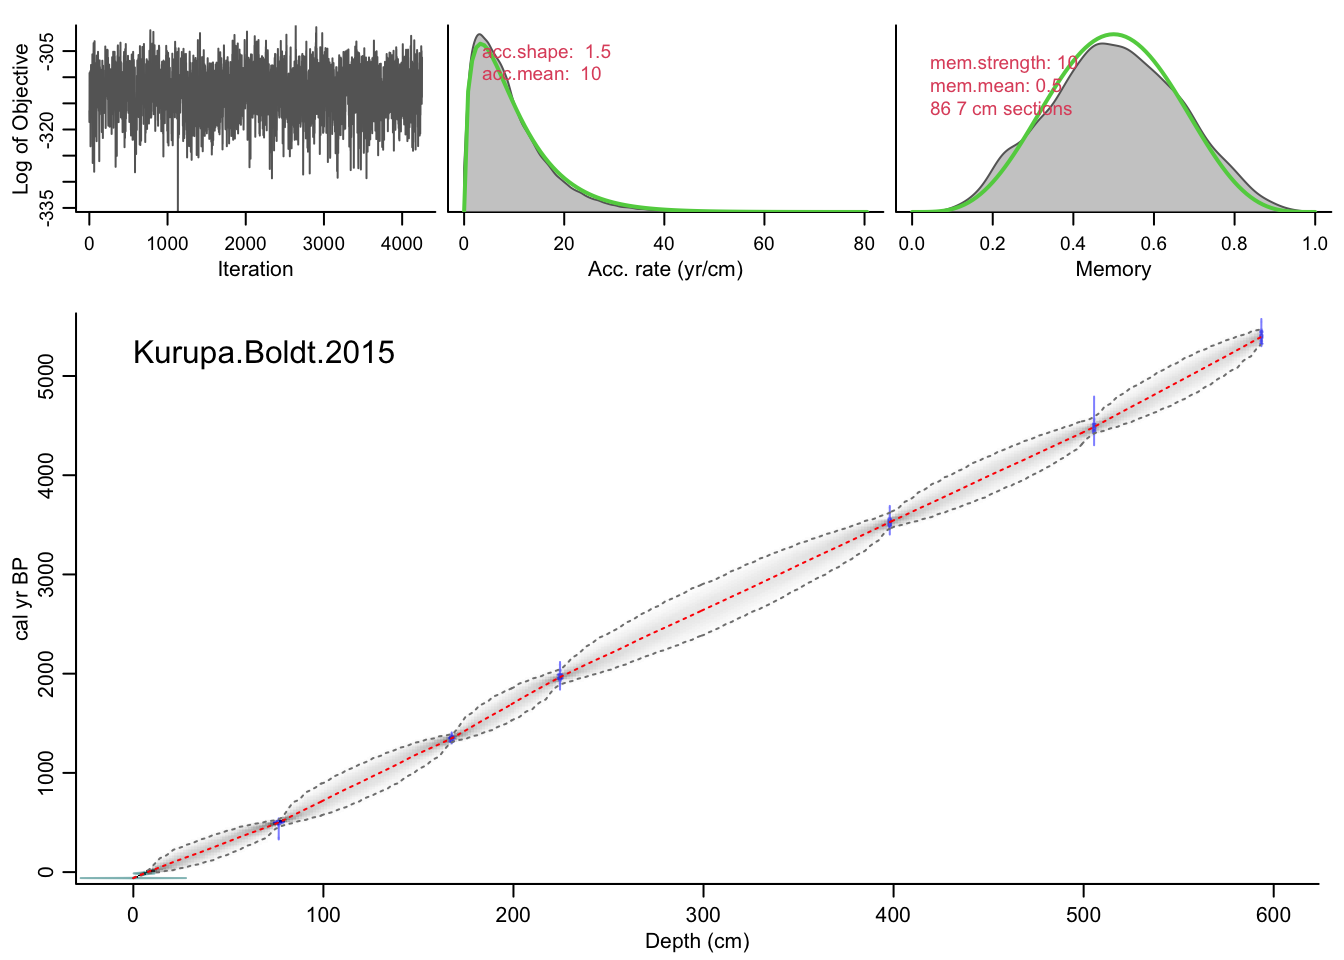 Log of Objective
-305
-320
-335
0
1000
2000
3000
4000
Iteration
acc.shape: 1.5
acc.mean: 10
0
20
40
60
80
Acc. rate (yr/cm)
mem.strength: 10
mem.mean: 0.5
86 7 cm sections
0.0
0.2
0.4
0.6
0.8
1.0
Memory
Kurupa.Boldt.2015
cal yr BP
5000
4000
3000
2000
1000
0
0
100
200
300
400
500
600
Depth (cm)